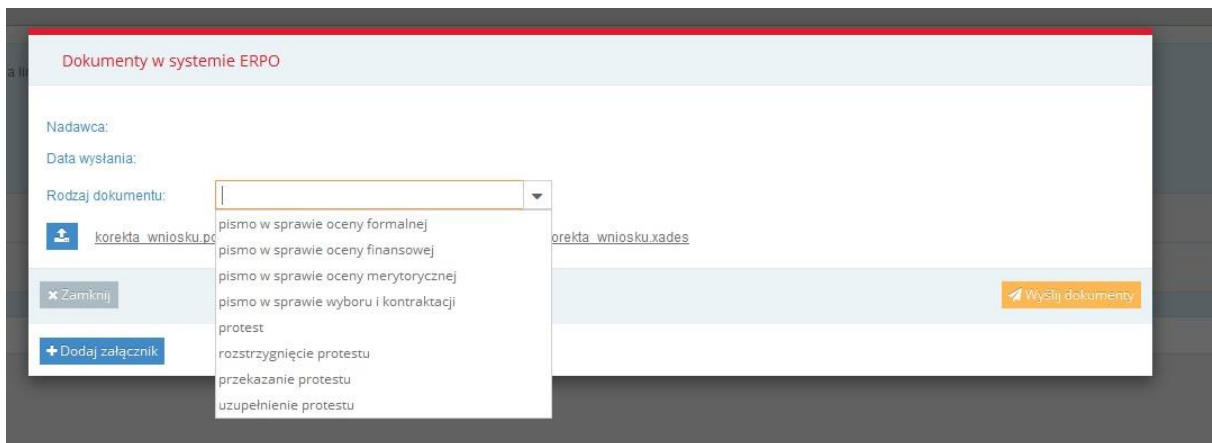 Dokumenty w systemie ERPO
Nadawca:
Data wysłania:
Rodzaj dokumentu:
pismo w sprawie oceny formalnej
korekta_wniosku.
orekta_wniosku.xades
pismo w sprawie oceny finansowej
pismo w sprawie oceny merytorycznej
Zamknij
pismo w sprawie wyboru i kontraktacji
Wyślij dokumenty
protest
Dodaj załącznik
rozstrzygnięcie protestu
przekazanie protestu
uzupełnienie protestu